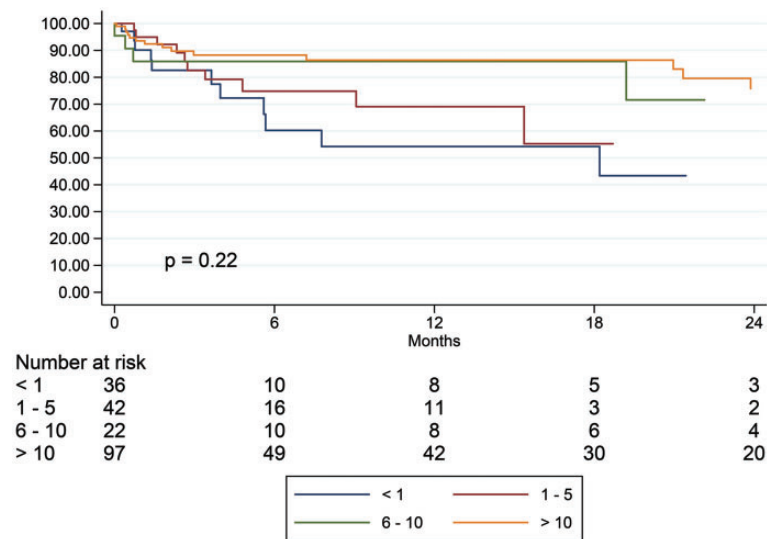 100.00
90.00
80.00
70.00
60.00
50.00
40.00
30.00
20.00
10.00
0.00
p = 0.22
0 6 12 18 24
Months
Number at risk
< 1 36 10 8 5 3
1 - 5 42 16 11 3 2
6 - 10 22 10 8 6 4
> 10 97 49 42 30 20
< 1 1 - 5
6 - 10 > 10